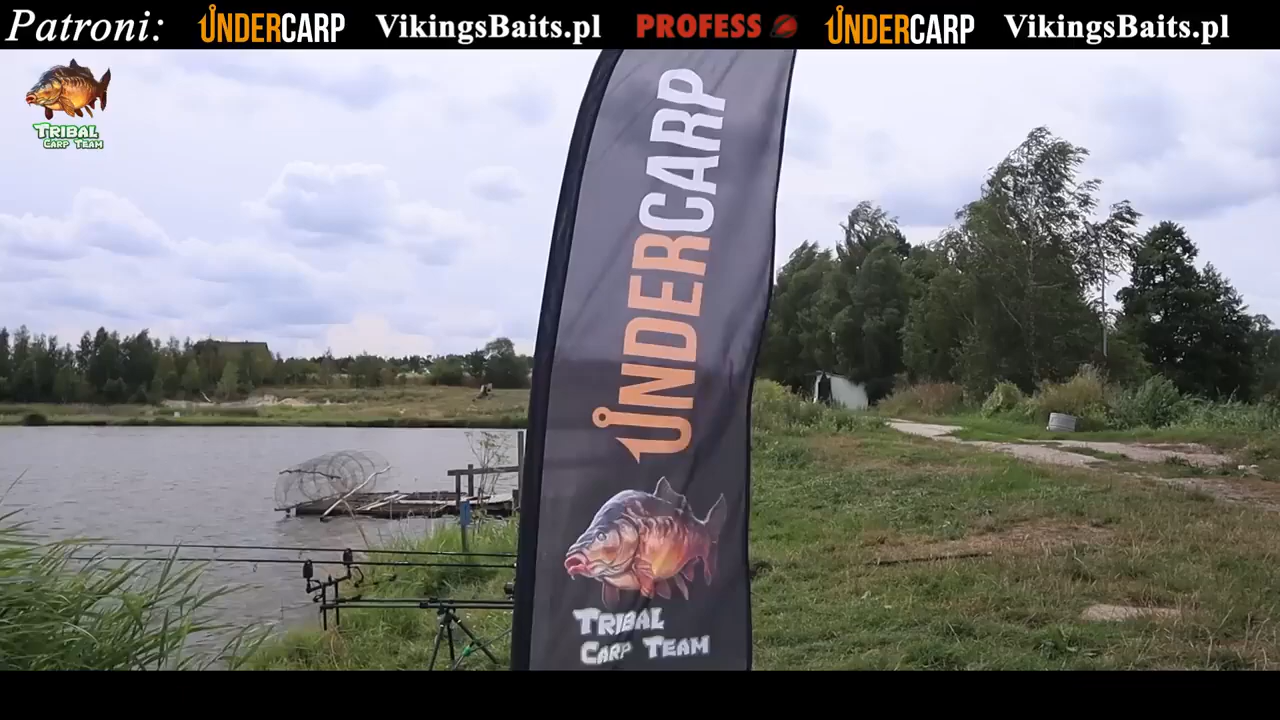 Patroni: UNDERCARP VikingsBaits.pl PROFESS UNDERCARP VikingsBaits.pl
TRIBAL
CARP TEAM
UNDERCARP
TRIBAL
CARP TEAM